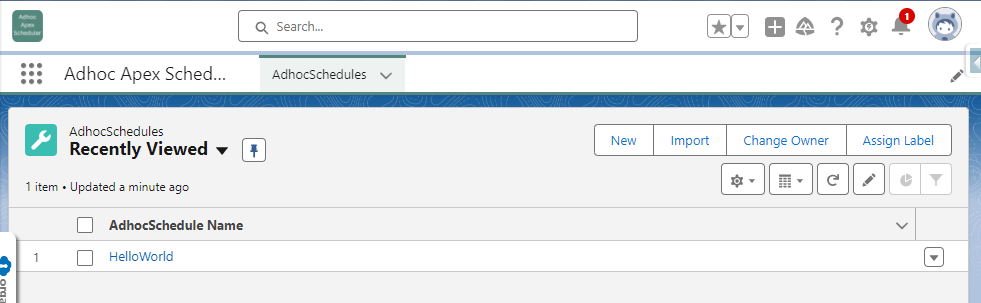 Adhoc
Apex
Scheduler
Search...
1
Adhoc Apex Sched...
AdhocSchedules
AdhocSchedules
Recently Viewed
New
Import
Change Owner
Assign Label
1 item • Updated a minute ago
AdhocSchedule Name
1
HelloWorld
orga